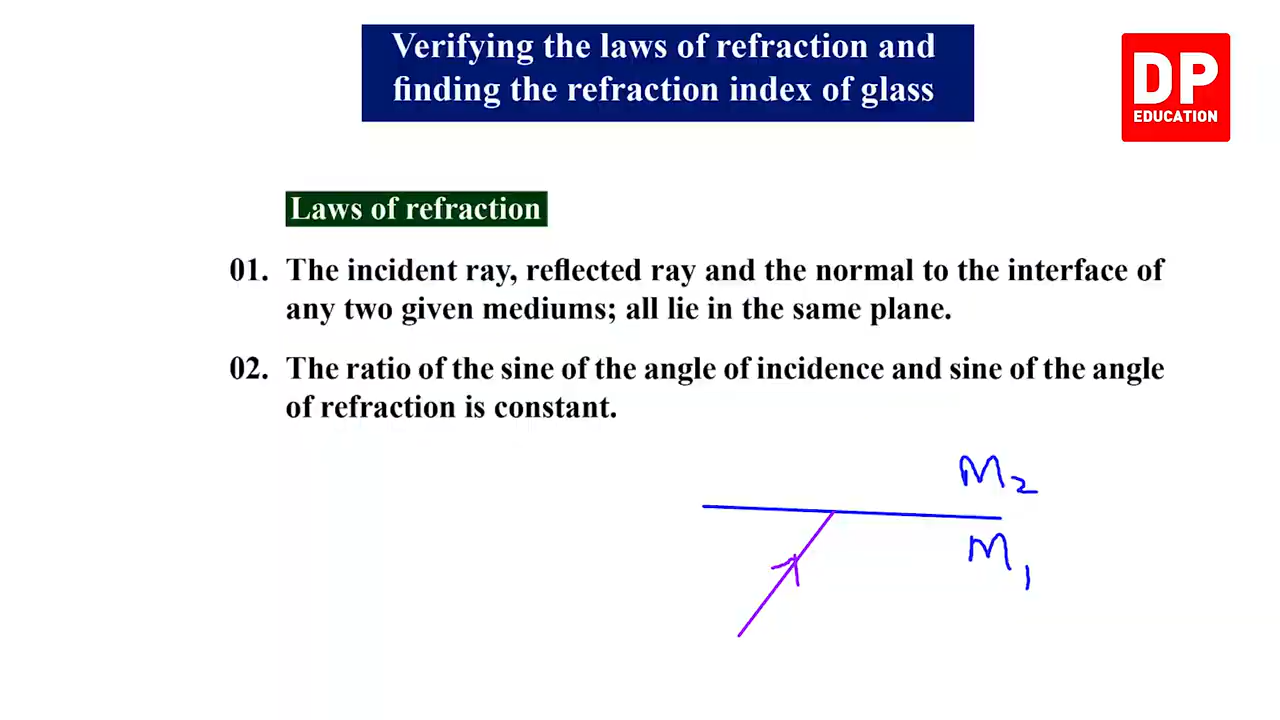 Verifying the laws of refraction and
finding the refraction index of glass
DP
EDUCATION
Laws of refraction
01. The incident ray, reflected ray and the normal to the interface of
any two given mediums; all lie in the same plane.
02. The ratio of the sine of the angle of incidence and sine of the angle
of refraction is constant.
M2
M1